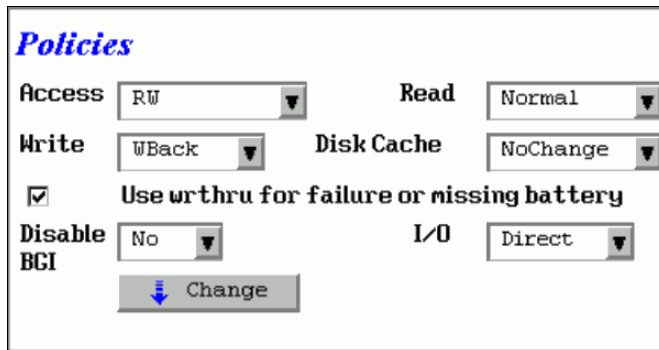 Policies
Access RW Read Normal
Write WBack Disk Cache NoChange
Use wrthru for failure or missing battery
Disable BGI No I/O Direct
Change